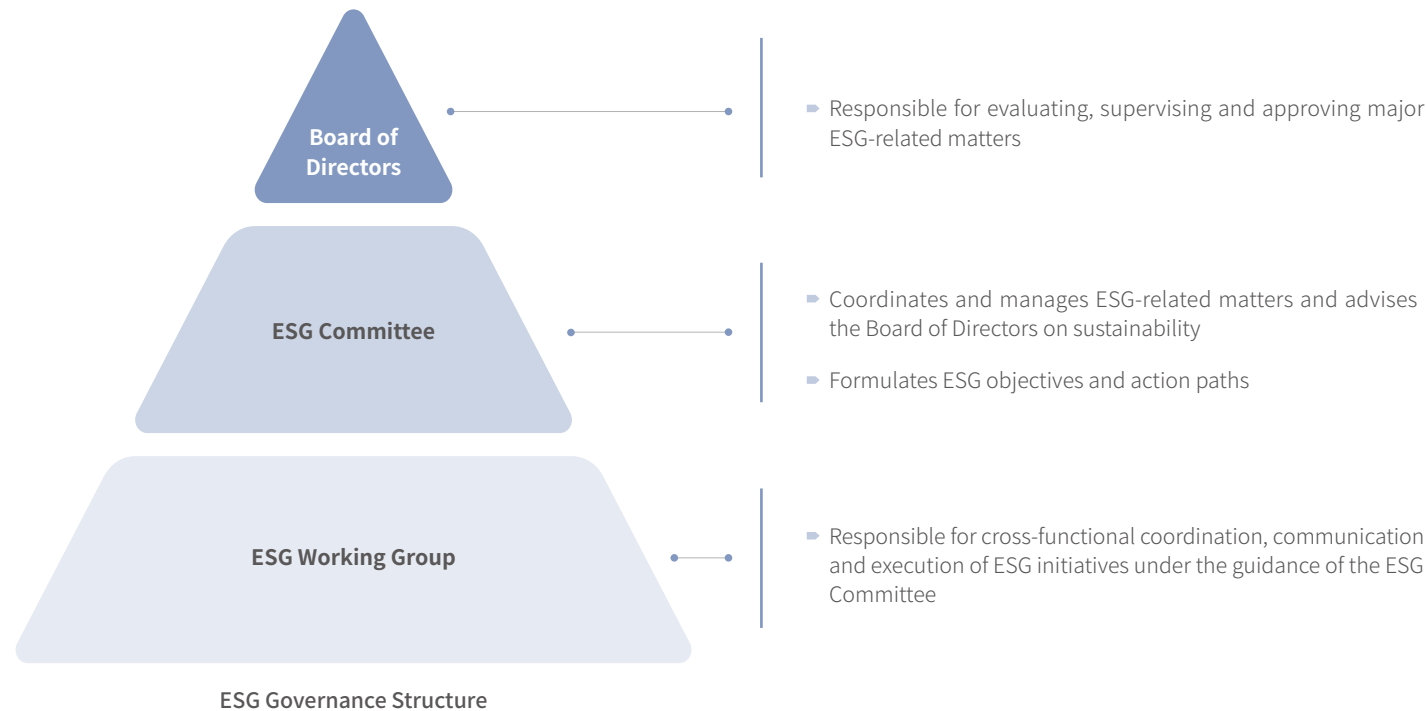 Board of
Directors
Responsible for evaluating, supervising and approving major
ESG-related matters
ESG Committee
Coordinates and manages ESG-related matters and advises
the Board of Directors on sustainability
Formulates ESG objectives and action paths
ESG Working Group
Responsible for cross-functional coordination, communication
and execution of ESG initiatives under the guidance of the ESG
Committee
ESG Governance Structure